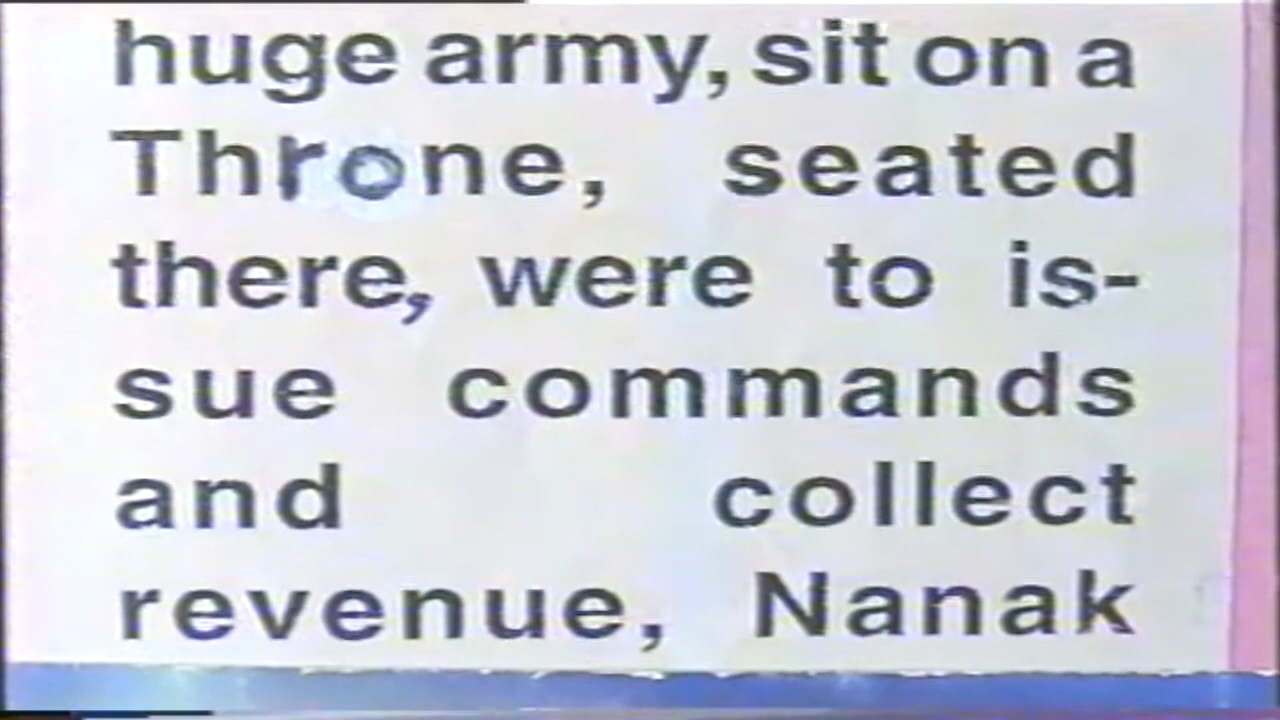 huge army, sit on a
Throne, seated
there, were to is-
sue commands
and collect
revenue, Nanak